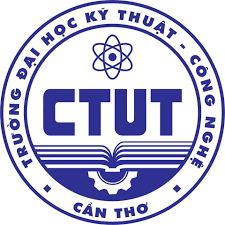 TRƯỜNG ĐẠI HỌC KỸ THUẬT - CÔNG NGHỆ
CTUT
CẦN THƠ